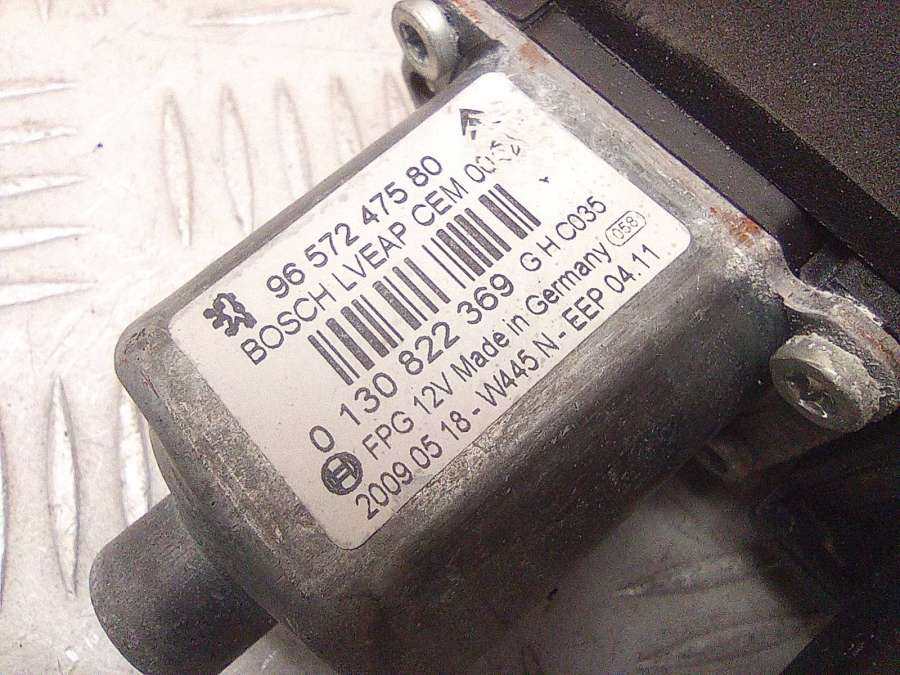 96 572 475 80
BOSCH LVEAP CEM
0 130 822 369 G H C035
FPG 12V Made in Germany 058
2009.05 18 - W445 N - EEP 04.11